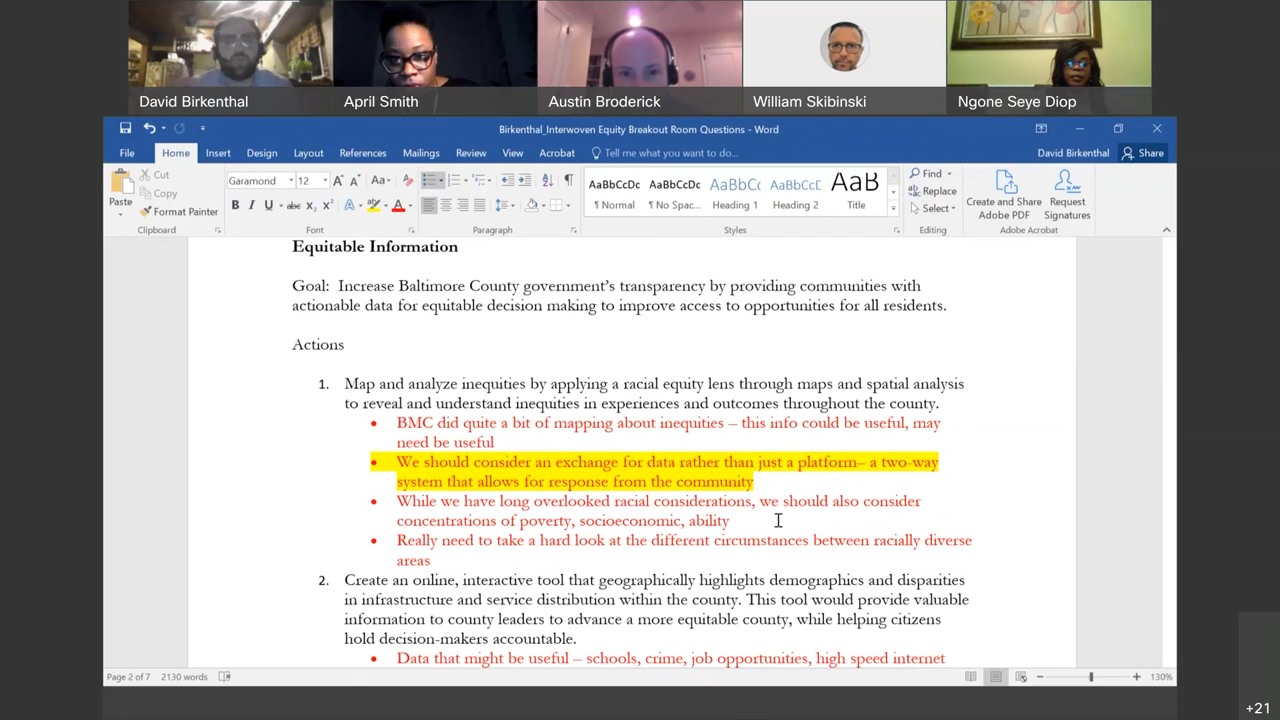 David Birkenthal
April Smith
Austin Broderick
William Skibinski
Ngone Seye Diop
Birkenthal_Interwoven Equity Breakout Room Questions - Word
File Home Insert Design Layout References Mailings Review View Acrobat Tell me what you want to do... David Birkenthal Share
Paste
Cut
Copy
Format Painter
Clipboard
Garamond 12
Font
Paragraph
AaBbCcDc AaBbCcDc AaBbCc AaBbCcD AaB
¶ Normal ¶ No Spac... Heading 1 Heading 2 Title
Styles
Find
Replace
Select
Editing
Create and Share
Adobe PDF
Request
Signatures
Adobe Acrobat
Equitable Information
Goal: Increase Baltimore County government's transparency by providing communities with
actionable data for equitable decision making to improve access to opportunities for all residents.
Actions
1. Map and analyze inequities by applying a racial equity lens through maps and spatial analysis
to reveal and understand inequities in experiences and outcomes throughout the county.
• BMC did quite a bit of mapping about inequities – this info could be useful, may
need be useful
• We should consider an exchange for data rather than just a platform– a two-way
system that allows for response from the community
• While we have long overlooked racial considerations, we should also consider
concentrations of poverty, socioeconomic, ability
• Really need to take a hard look at the different circumstances between racially diverse
areas
2. Create an online, interactive tool that geographically highlights demographics and disparities
in infrastructure and service distribution within the county. This tool would provide valuable
information to county leaders to advance a more equitable county, while helping citizens
hold decision-makers accountable.
• Data that might be useful – schools, crime, job opportunities, high speed internet
Page 2 of 7 2130 words
130%
+21